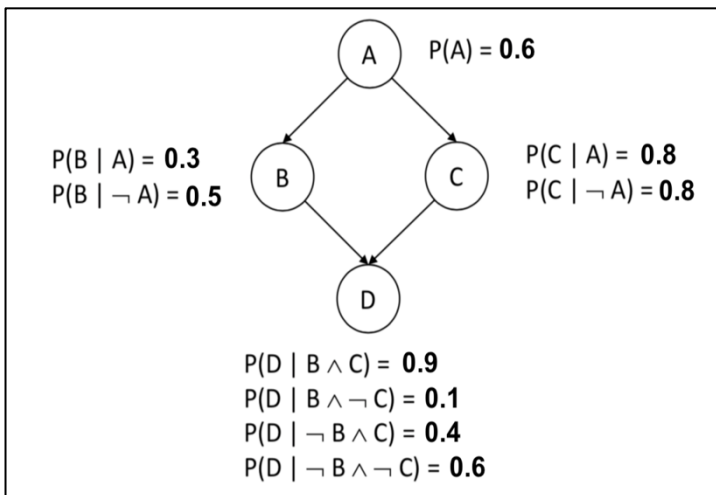 A
P(A) = 0.6
P(B | A) = 0.3
P(B | ¬ A) = 0.5
B
C
P(C | A) = 0.8
P(C | ¬ A) = 0.8
D
P(D | B ∧ C) = 0.9
P(D | B ∧ ¬ C) = 0.1
P(D | ¬ B ∧ C) = 0.4
P(D | ¬ B ∧ ¬ C) = 0.6